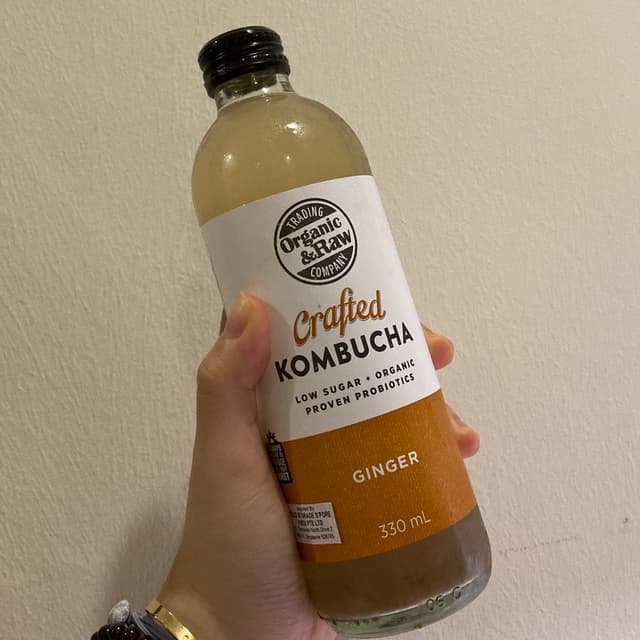 TRADING
Organic
& Raw
COMPANY
Crafted
KOMBUCHA
LOW SUGAR • ORGANIC
PROVEN PROBIOTICS
GINGER
330 mL